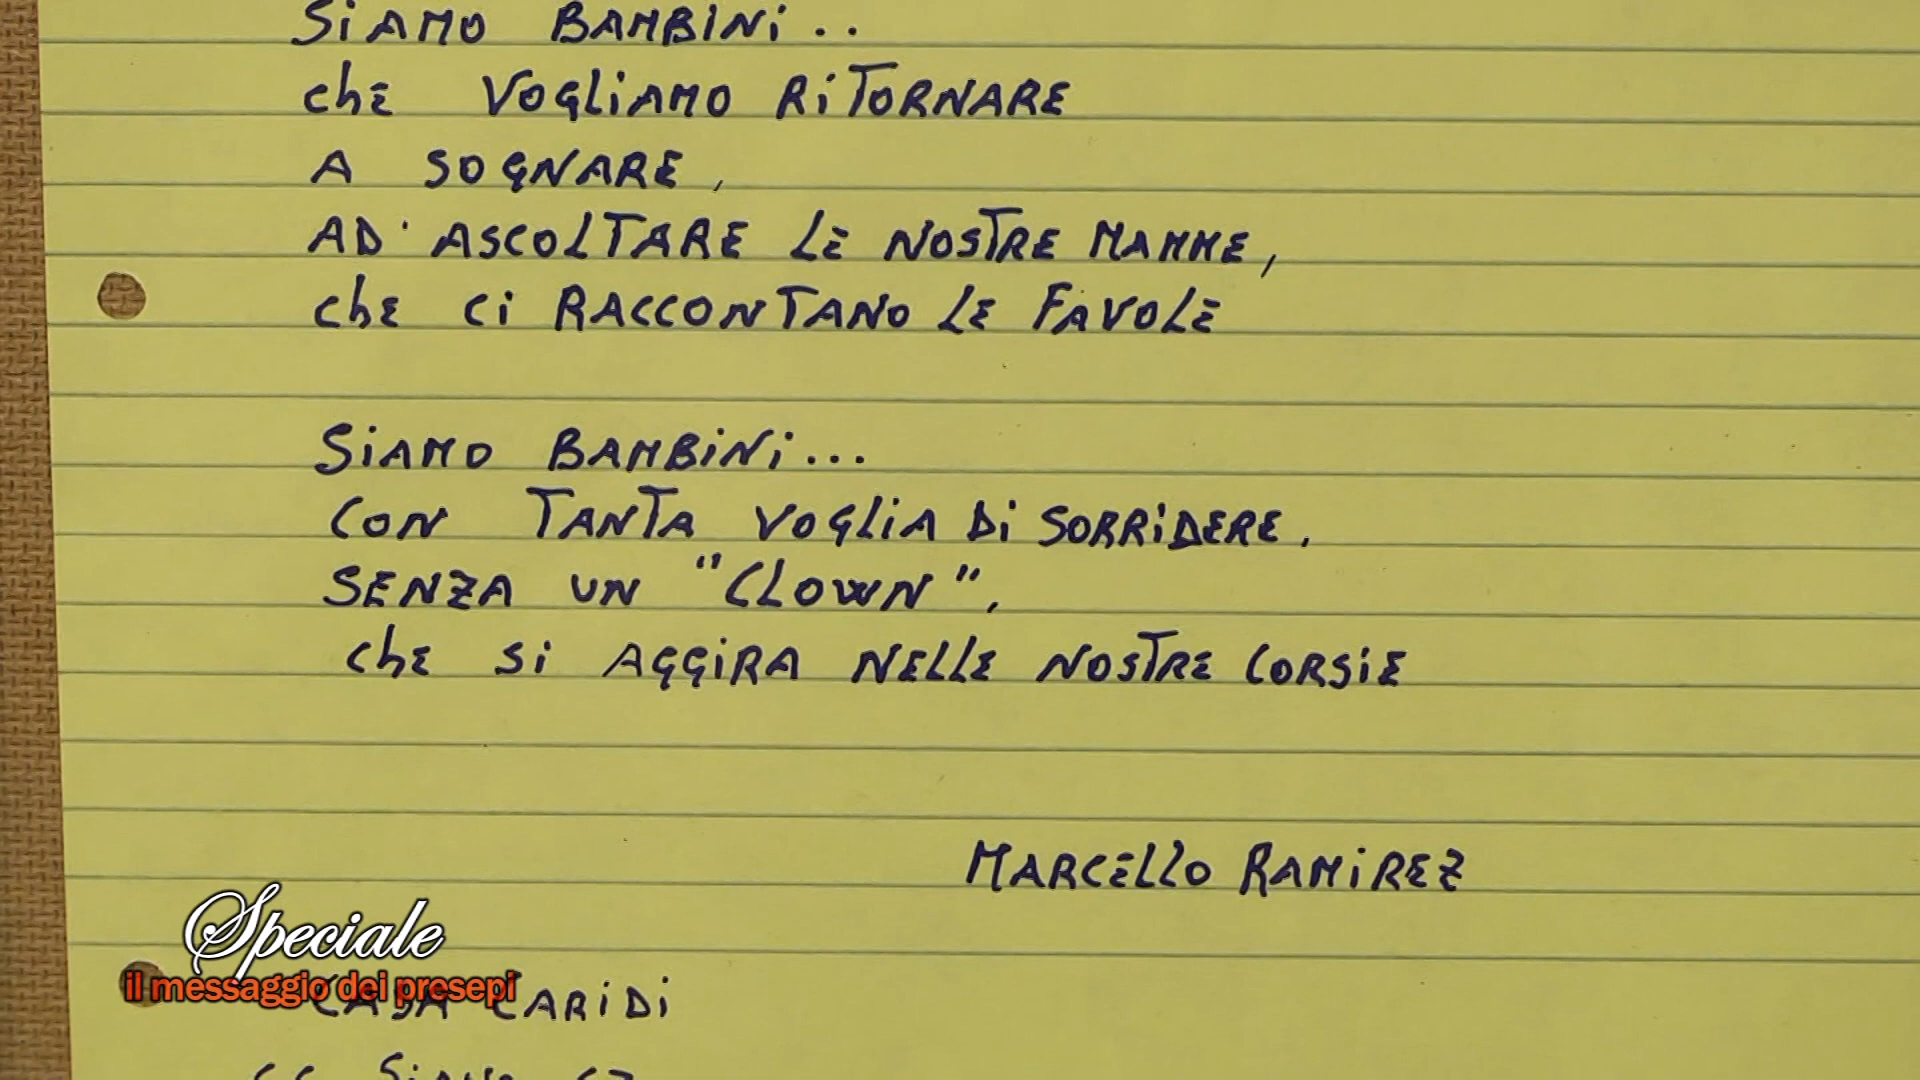 SiAMO BAMBINi..
che VOGLIAMO RITORNARE
A SOGNARE,
AD' ASCOLTARE LE NOSTRE MAMME,
che ci RACCONTANO LE FAVOLE
SiAMO BAMBiNi...
CON TANTA VOGLIA Di SORRiDERE.
SENZA UN "CLOWN",
che Si AGGiRA NELLE NOSTRE CORSiE
MARCELLO RAMiREZ
Speciale
il messaggio dei presepi
CASA CARiDi